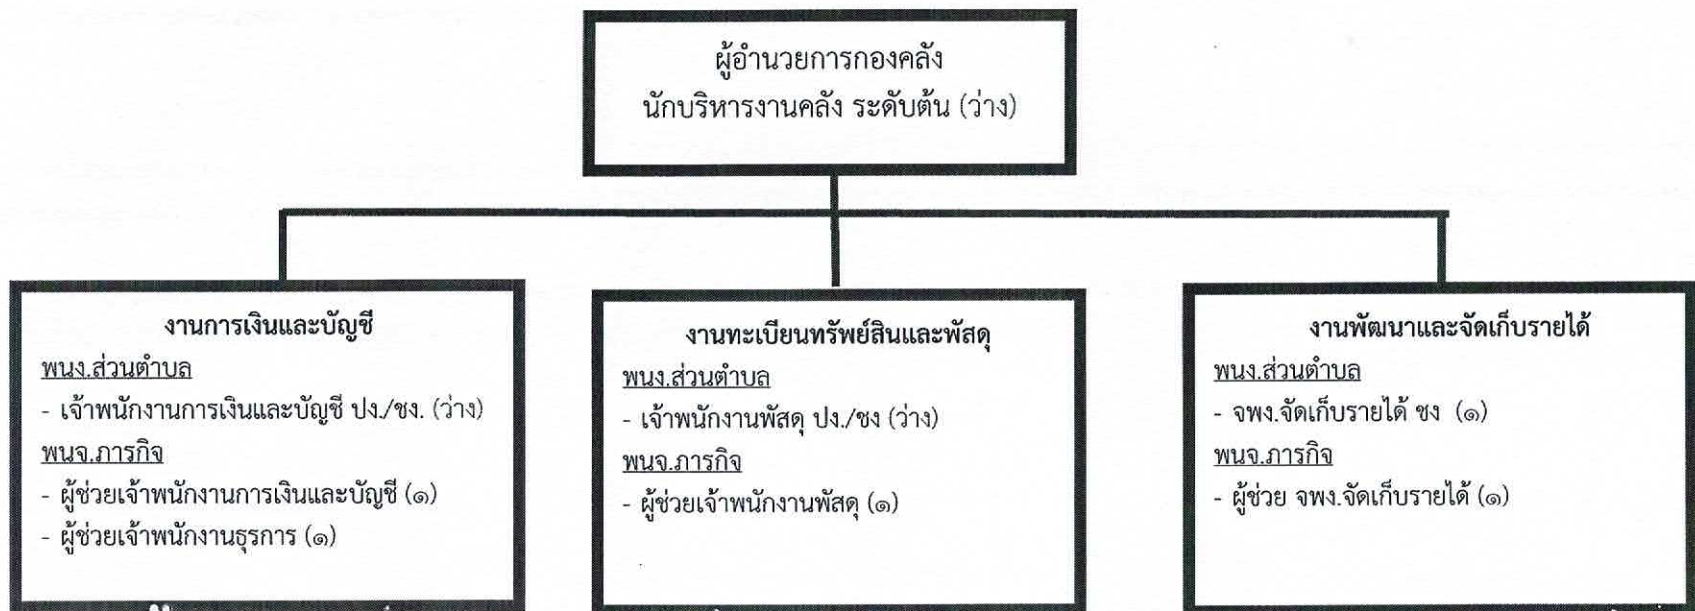 ผู้อำนวยการกองคลัง
นักบริหารงานคลัง ระดับต้น (ว่าง)
งานการเงินและบัญชี
พนง.ส่วนตำบล
- เจ้าพนักงานการเงินและบัญชี ปง./ชง. (ว่าง)
พนจ.ภารกิจ
- ผู้ช่วยเจ้าพนักงานการเงินและบัญชี (๑)
- ผู้ช่วยเจ้าพนักงานธุรการ (๑)
งานทะเบียนทรัพย์สินและพัสดุ
พนง.ส่วนตำบล
- เจ้าพนักงานพัสดุ ปง./ชง (ว่าง)
พนจ.ภารกิจ
- ผู้ช่วยเจ้าพนักงานพัสดุ (๑)
งานพัฒนาและจัดเก็บรายได้
พนง.ส่วนตำบล
- จพง.จัดเก็บรายได้ ชง (๑)
พนจ.ภารกิจ
- ผู้ช่วย จพง.จัดเก็บรายได้ (๑)